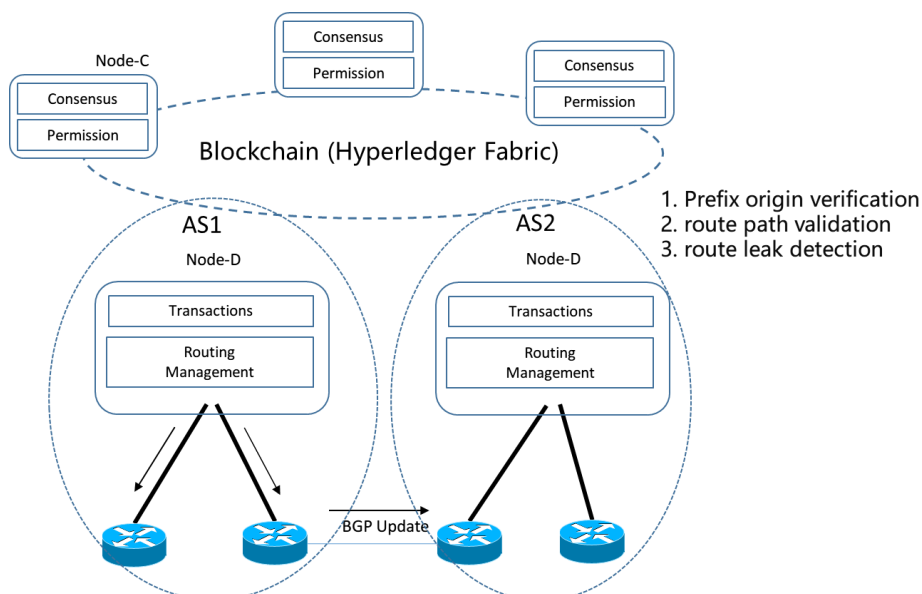 Consensus
Permission
Node-C
Consensus
Permission
Consensus
Permission
Blockchain (Hyperledger Fabric)
AS1
AS2
1. Prefix origin verification
2. route path validation
3. route leak detection
Node-D
Node-D
Transactions
Routing
Management
Transactions
Routing
Management
BGP Update